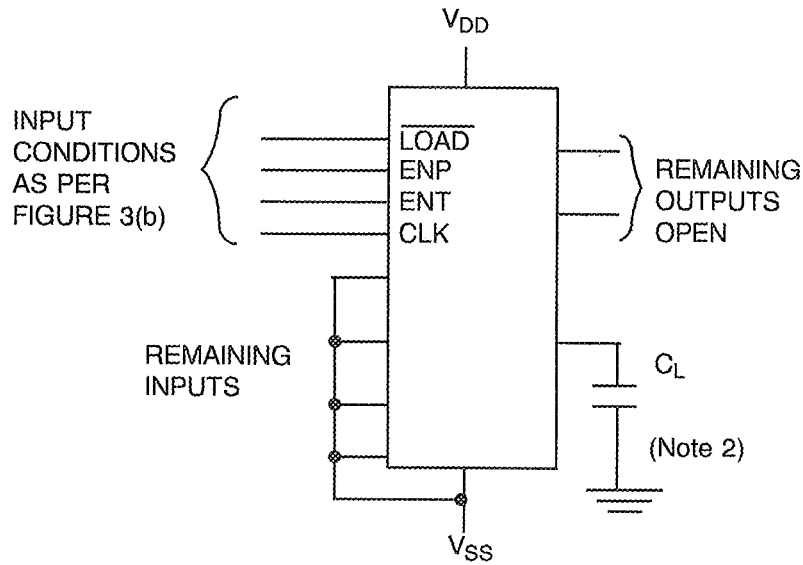 V_DD
INPUT
CONDITIONS
AS PER
FIGURE 3(b)
L̅O̅A̅D̅
ENP
ENT
CLK
REMAINING
OUTPUTS
OPEN
REMAINING
INPUTS
C_L
(Note 2)
V_SS